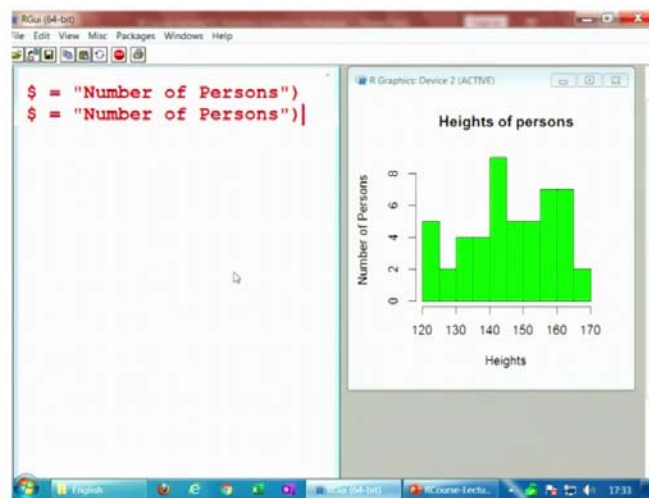 RGui (64-bit)
File Edit View Misc Packages Windows Help
$ = "Number of Persons")
$ = "Number of Persons")
R Graphics: Device 2 (ACTIVE)
Heights of persons
Number of Persons
8
6
4
2
0
120 130 140 150 160 170
Heights
English
RGui (64-bit)
RCourse-Lectu...
17:33